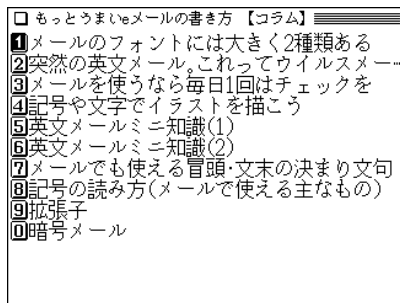 □ もっとうまいeメールの書き方 【コラム】
1メールのフォントには大きく2種類ある
2突然の英文メール。これってウイルスメー…
3メールを使うなら毎日1回はチェックを
4記号や文字でイラストを描こう
5英文メールミニ知識(1)
6英文メールミニ知識(2)
7メールでも使える冒頭･文末の決まり文句
8記号の読み方(メールで使える主なもの)
9拡張子
0暗号メール